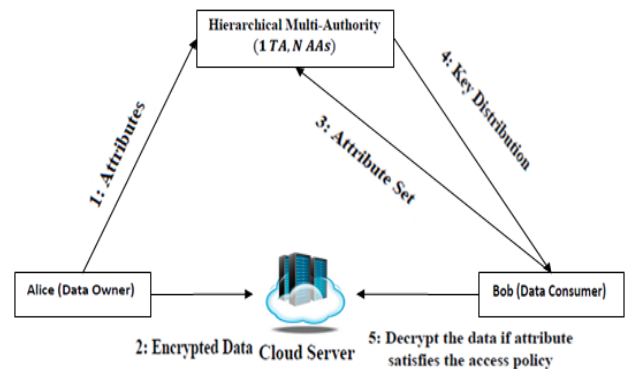 Hierarchical Multi-Authority
(1 TA, N AAs)
1: Attributes
4: Key Distribution
3: Attribute Set
Alice (Data Owner)
Bob (Data Consumer)
2: Encrypted Data
Cloud Server
5: Decrypt the data if attribute
satisfies the access policy